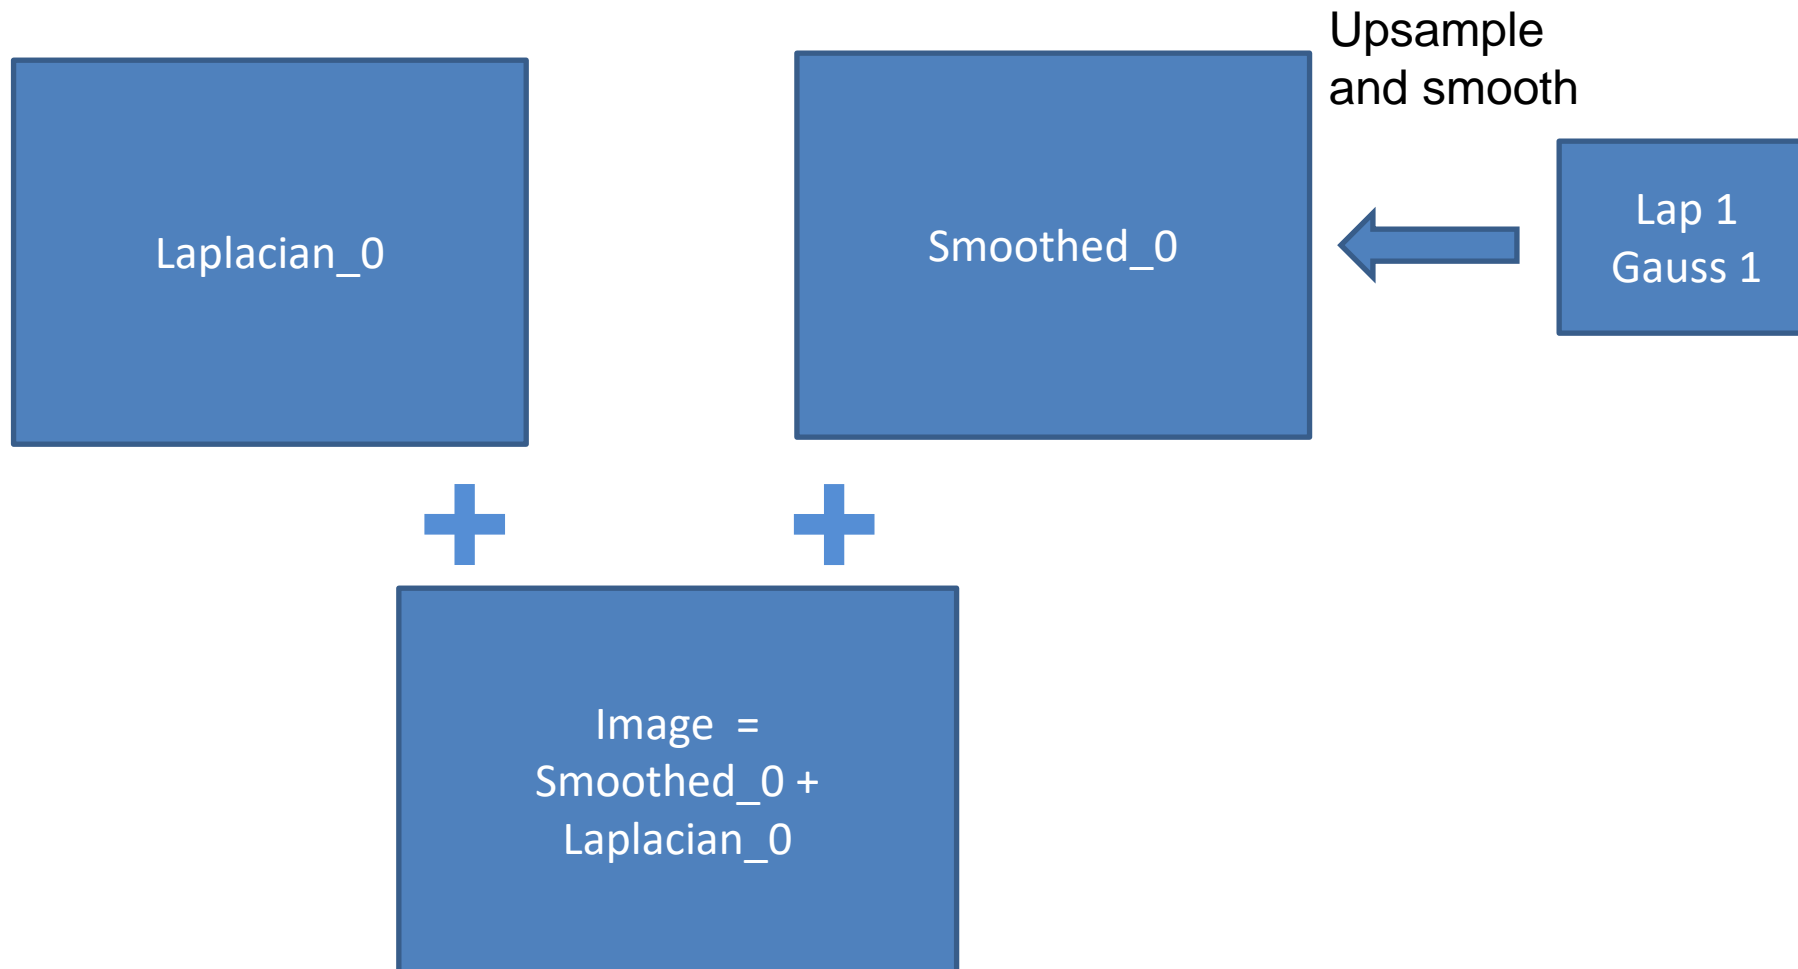 Upsample
and smooth
Laplacian_0
Smoothed_0
Lap 1
Gauss 1
Image =
Smoothed_0 +
Laplacian_0